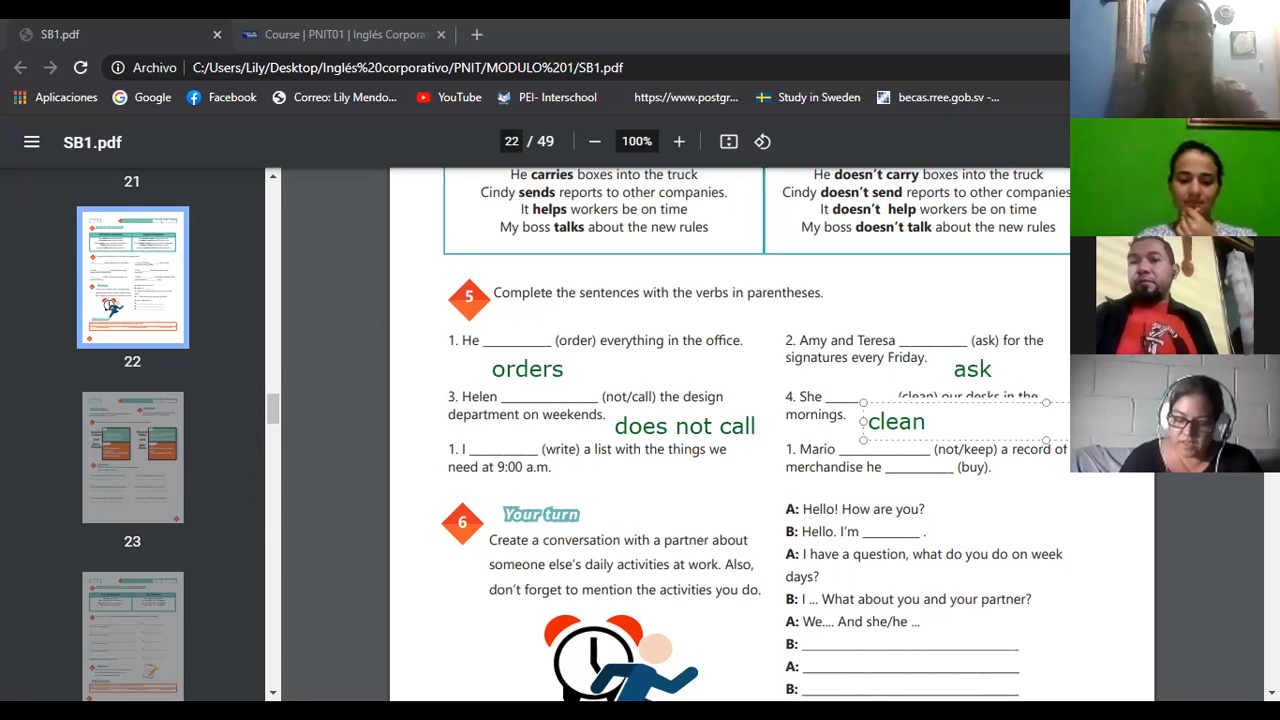 SB1.pdf
Course | PNIT01 | Inglés Corporat
Archivo C:/Users/Lily/Desktop/Inglés%20corporativo/PNIT/MODULO%201/SB1.pdf
Aplicaciones Google Facebook Correo: Lily Mendo... YouTube PEI- Interschool https://www.postgr... Study in Sweden becas.rree.gob.sv -...
SB1.pdf 22 / 49 100%
21
22
23
He carries boxes into the truck
Cindy sends reports to other companies.
It helps workers be on time
My boss talks about the new rules
He doesn't carry boxes into the truck
Cindy doesn't send reports to other companies
It doesn't help workers be on time
My boss doesn't talk about the new rules
5 Complete the sentences with the verbs in parentheses.
1. He __________ (order) everything in the office.
orders
2. Amy and Teresa __________ (ask) for the
signatures every Friday.
ask
3. Helen ______________ (not/call) the design
department on weekends.
does not call
4. She _________ (clean) our desks in the
mornings.
clean
1. I __________ (write) a list with the things we
need at 9:00 a.m.
1. Mario _____________ (not/keep) a record of
merchandise he __________ (buy).
6 Your turn
Create a conversation with a partner about
someone else's daily activities at work. Also,
don't forget to mention the activities you do.
A: Hello! How are you?
B: Hello. I'm ________ .
A: I have a question, what do you do on week
days?
B: I ... What about you and your partner?
A: We.... And she/he ...
B: ________________________________
A: ________________________________
B: ________________________________